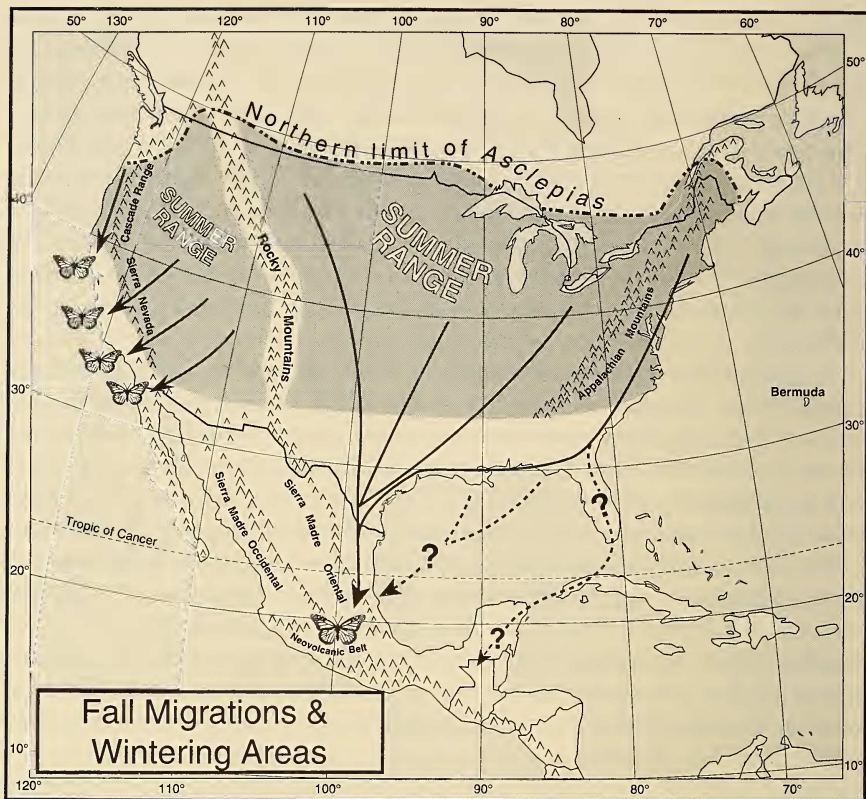 50° 130° 120° 110° 100° 90° 80° 70° 60°
50°
Northern limit of Asclepias
40°
Cascade Range
SUMMER
RANGE
Rocky
Mountains
SUMMER
RANGE
40°
Sierra
Nevada
Appalachian Mountains
30°
Bermuda
30°
Sierra Madre Occidental
Sierra Madre Oriental
?
?
Tropic of Cancer
20°
20°
?
Neovolcanic Belt
Fall Migrations &
Wintering Areas
10°
10°
120° 110° 100° 90° 80° 70°